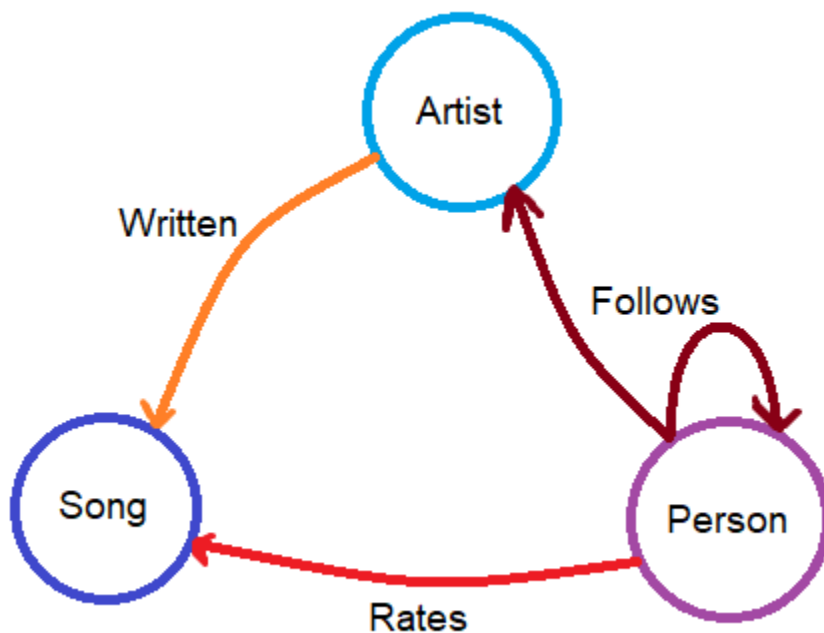 Artist
Written
Follows
Song
Person
Rates